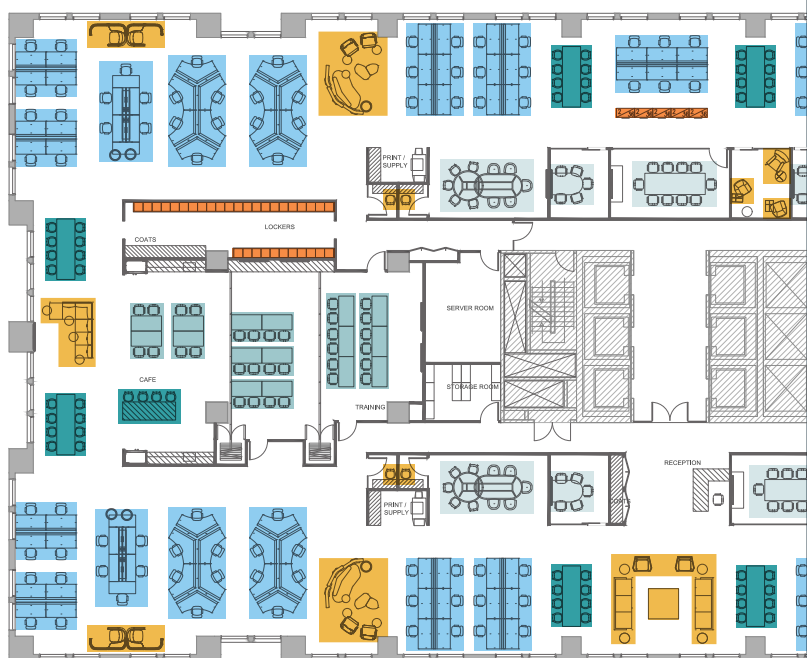 PRINT /
SUPPLY
LOCKERS
COATS
SERVER ROOM
CAFE
STORAGE ROOM
TRAINING
RECEPTION
COATS
PRINT /
SUPPLY